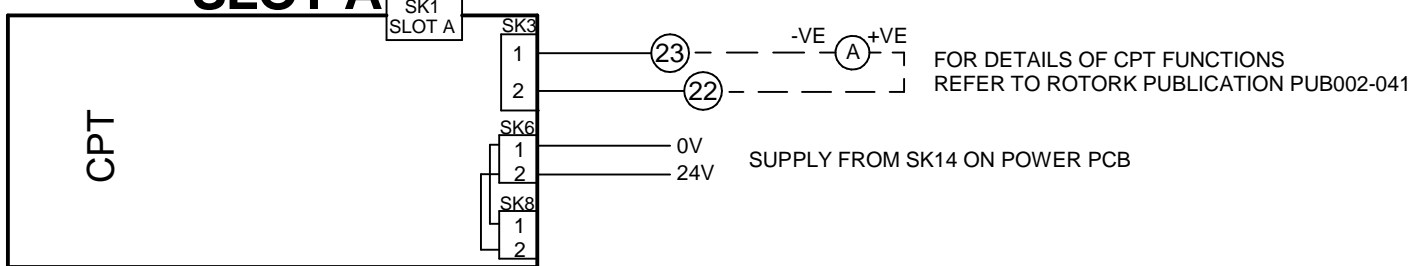 SLOT A
SK1
SLOT A
SK3
1
2
23
22
-VE
A
+VE
FOR DETAILS OF CPT FUNCTIONS
REFER TO ROTORK PUBLICATION PUB002-041
CPT
SK6
1
2
0V
24V
SUPPLY FROM SK14 ON POWER PCB
SK8
1
2